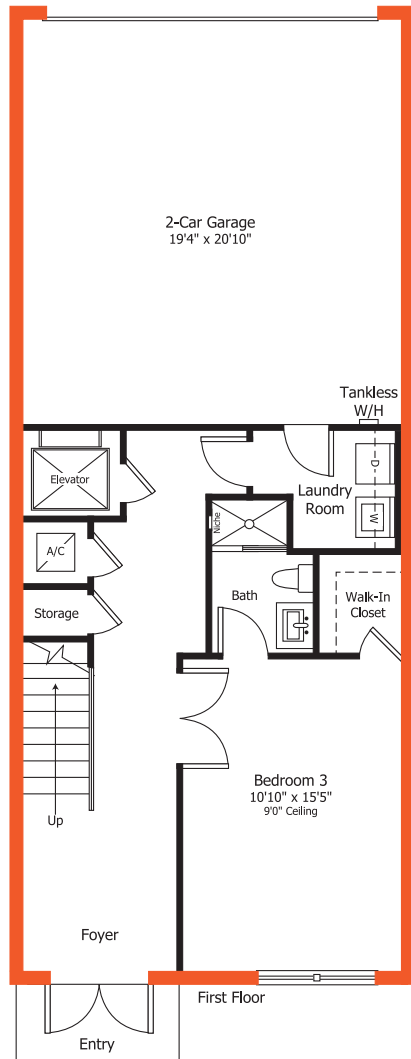 2-Car Garage
19'4" x 20'10"
Tankless
W/H
Elevator
D
Laundry
Room
W
Niche
A/C
Bath
Walk-In
Closet
Storage
Bedroom 3
10'10" x 15'5"
9'0" Ceiling
Up
Foyer
First Floor
Entry